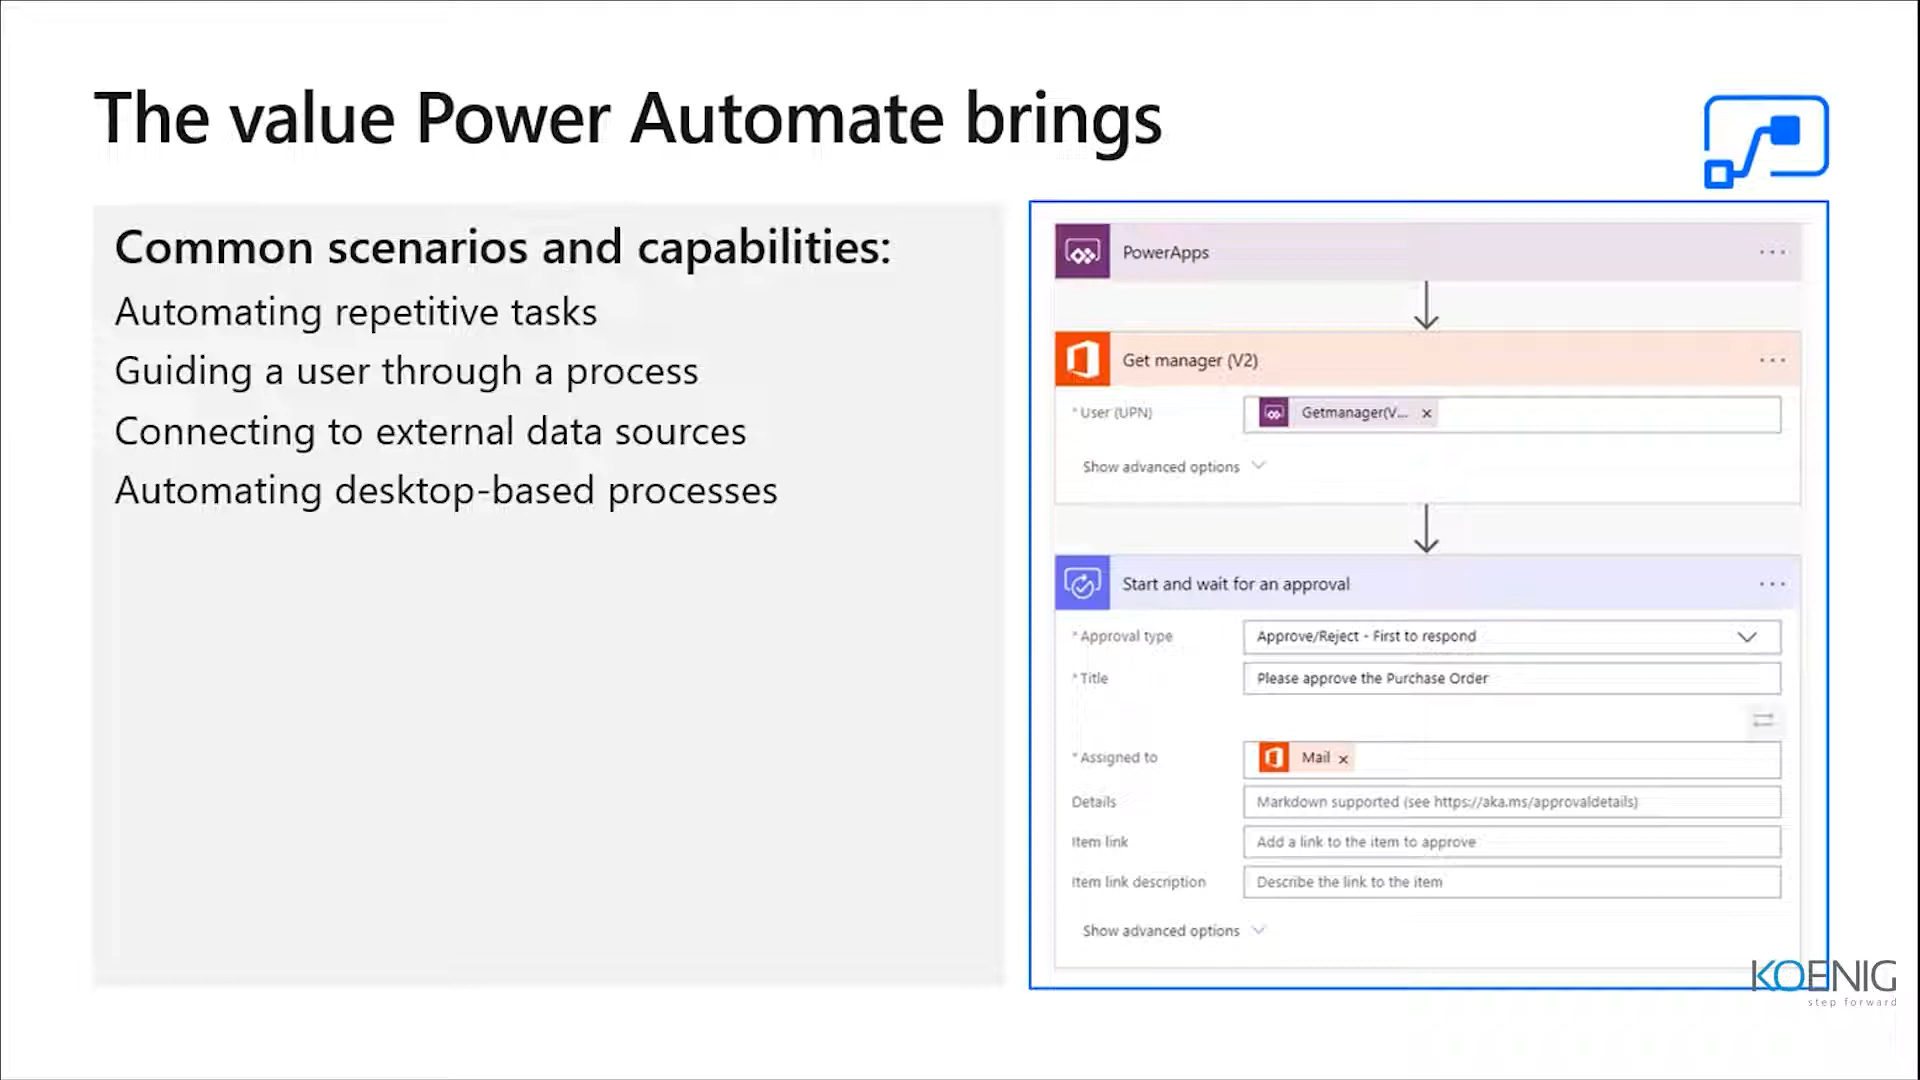 The value Power Automate brings
Common scenarios and capabilities:
Automating repetitive tasks
Guiding a user through a process
Connecting to external data sources
Automating desktop-based processes
PowerApps
Get manager (V2)
* User (UPN)
Getmanager(V... ×
Show advanced options
Start and wait for an approval
* Approval type
Approve/Reject - First to respond
* Title
Please approve the Purchase Order
* Assigned to
Mail ×
Details
Markdown supported (see https://aka.ms/approvaldetails)
Item link
Add a link to the item to approve
Item link description
Describe the link to the item
Show advanced options
KOENIG
step forward